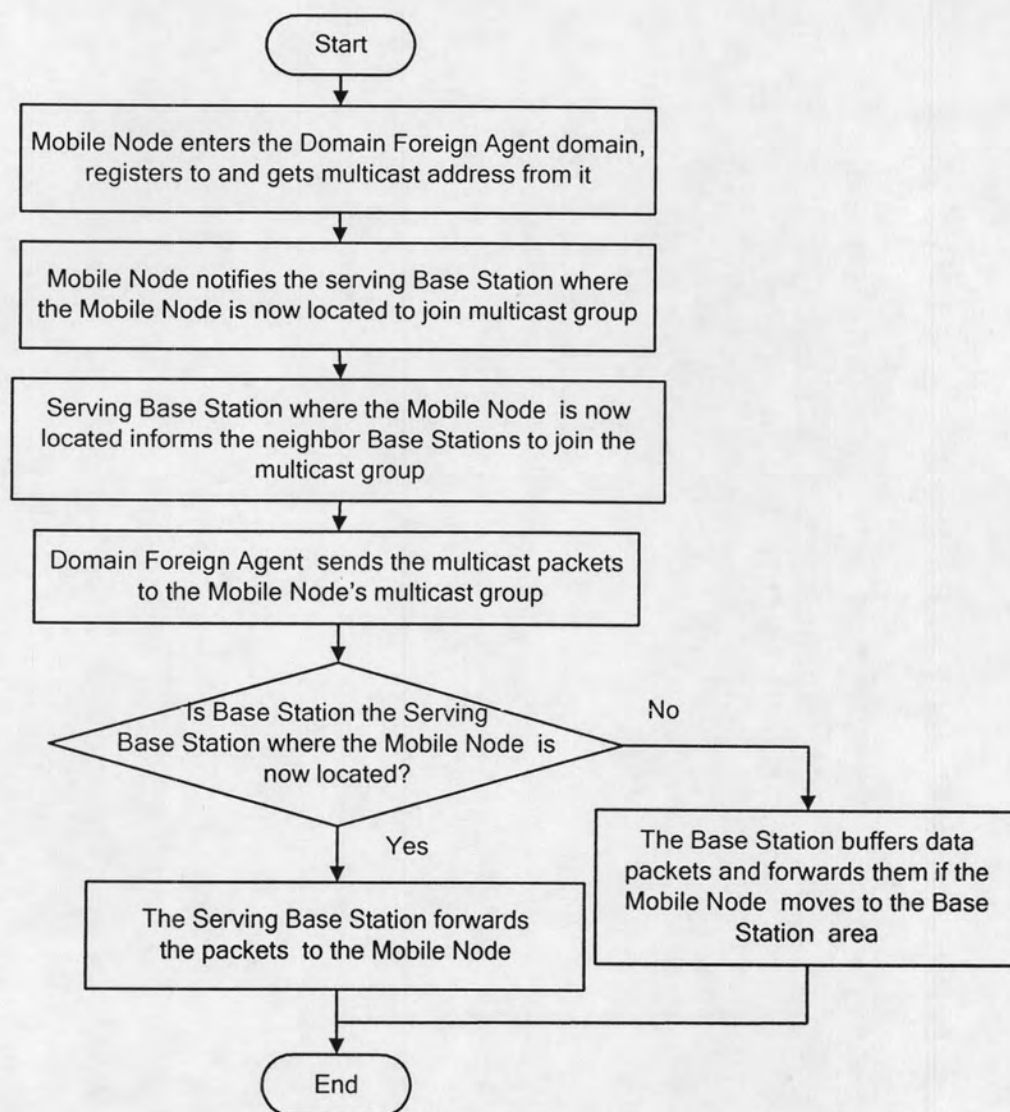 Start
Mobile Node enters the Domain Foreign Agent domain,
registers to and gets multicast address from it
Mobile Node notifies the serving Base Station where
the Mobile Node is now located to join multicast group
Serving Base Station where the Mobile Node is now
located informs the neighbor Base Stations to join the
multicast group
Domain Foreign Agent sends the multicast packets
to the Mobile Node's multicast group
Is Base Station the Serving
Base Station where the Mobile Node is
now located?
No
Yes
The Base Station buffers data
packets and forwards them if the
Mobile Node moves to the Base
Station area
The Serving Base Station forwards
the packets to the Mobile Node
End